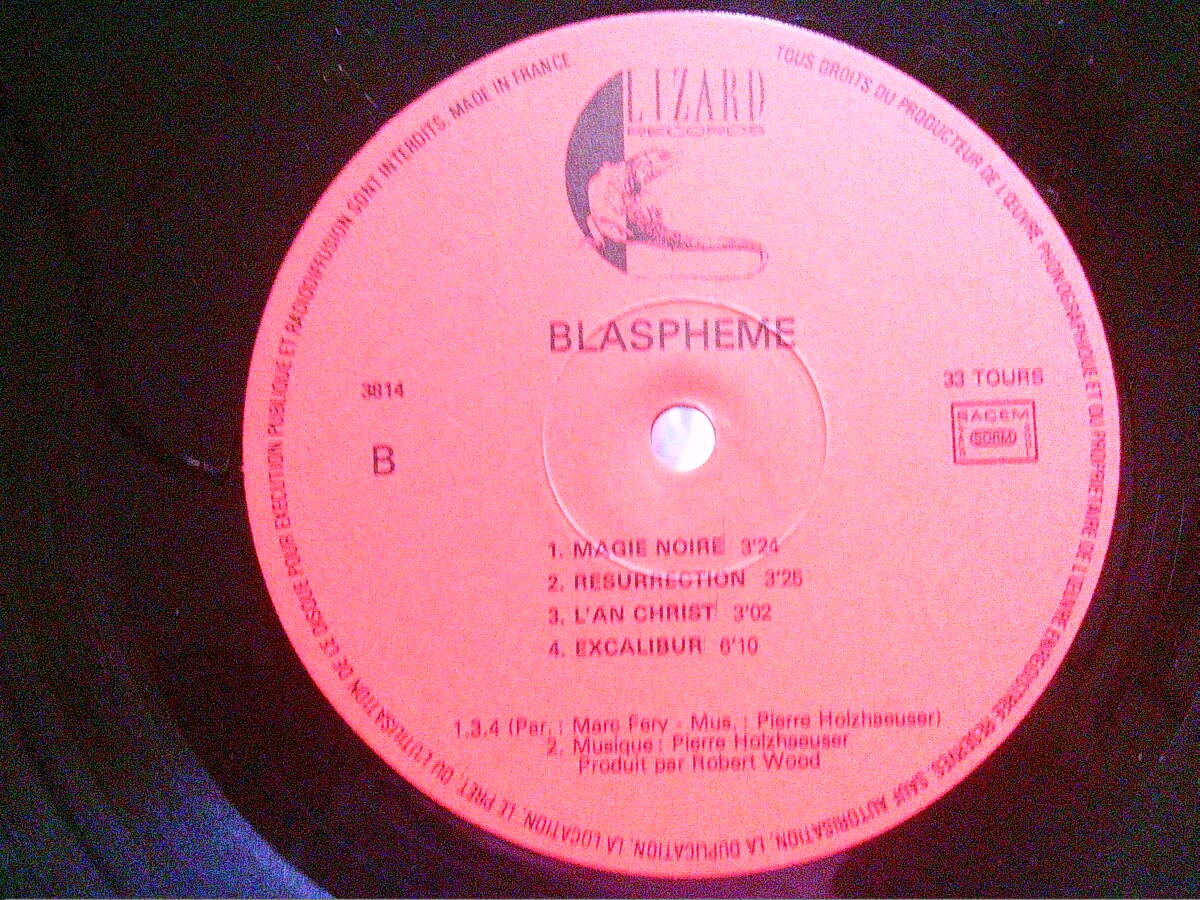 LIZARD
RECORDS
BLASPHEME
3814
B
33 TOURS
SACEM
SDRM
1. MAGIE NOIRE 3'24
2. RESURRECTION 3'25
3. L'AN CHRIST 3'02
4. EXCALIBUR 6'10
1.3.4 (Par. : Marc Fery - Mus. : Pierre Holzhaeuser)
2. Musique : Pierre Holzhaeuser
Produit par Robert Wood
TOUS DROITS DU PRODUCTEUR DE L'ŒUVRE PHONOGRAPHIQUE ET DU PROPRIETAIRE DE L'ŒUVRE ENREGISTREE RESERVES. SAUF AUTORISATION, LA DUPLICATION, LA LOCATION, LE PRET, OU L'UTILISATION DE CE DISQUE POUR EXECUTION PUBLIQUE ET RADIODIFFUSION SONT INTERDITS. MADE IN FRANCE